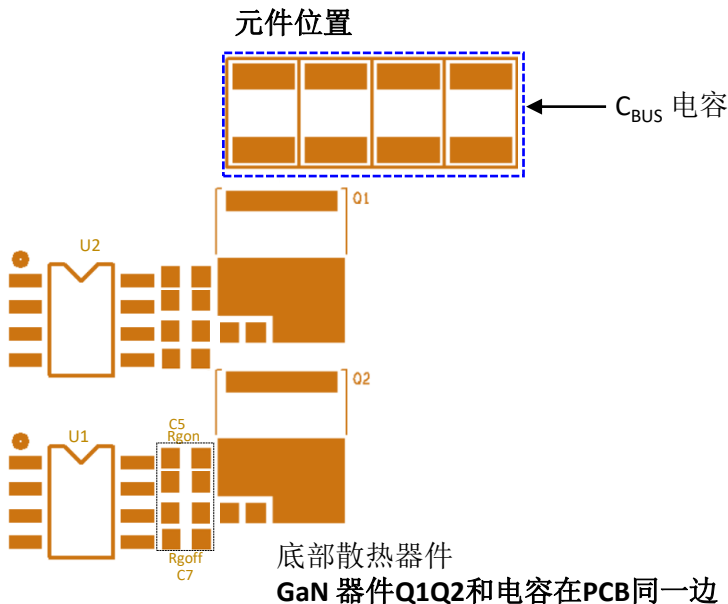 元件位置
C_BUS 电容
Q1
U2
Q2
C5
U1
Rgon
Rgoff
C7
底部散热器件
GaN 器件Q1Q2和电容在PCB同一边